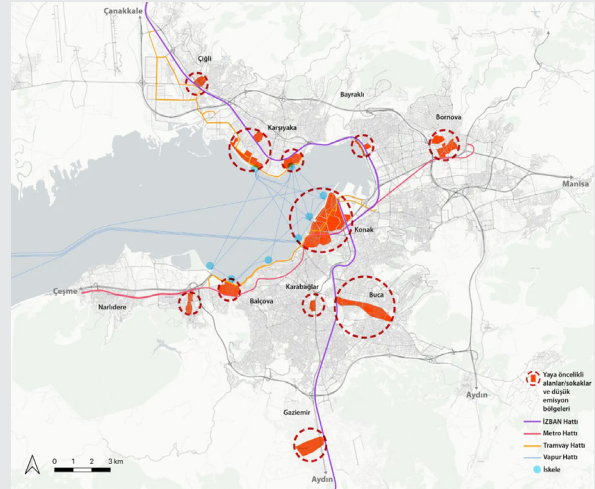 Çanakkale
Çiğli
Bayraklı
Karşıyaka
Bornova
Manisa
Konak
Çeşme
Narlıdere
Balçova
Karabağlar
Buca
Aydın
Gaziemir
Aydın
Yaya öncelikli
alanlar/sokaklar
ve düşük
emisyon
bölgeleri
İZBAN Hattı
Metro Hattı
Tramvay Hattı
Vapur Hattı
İskele
0 1 2 3 km